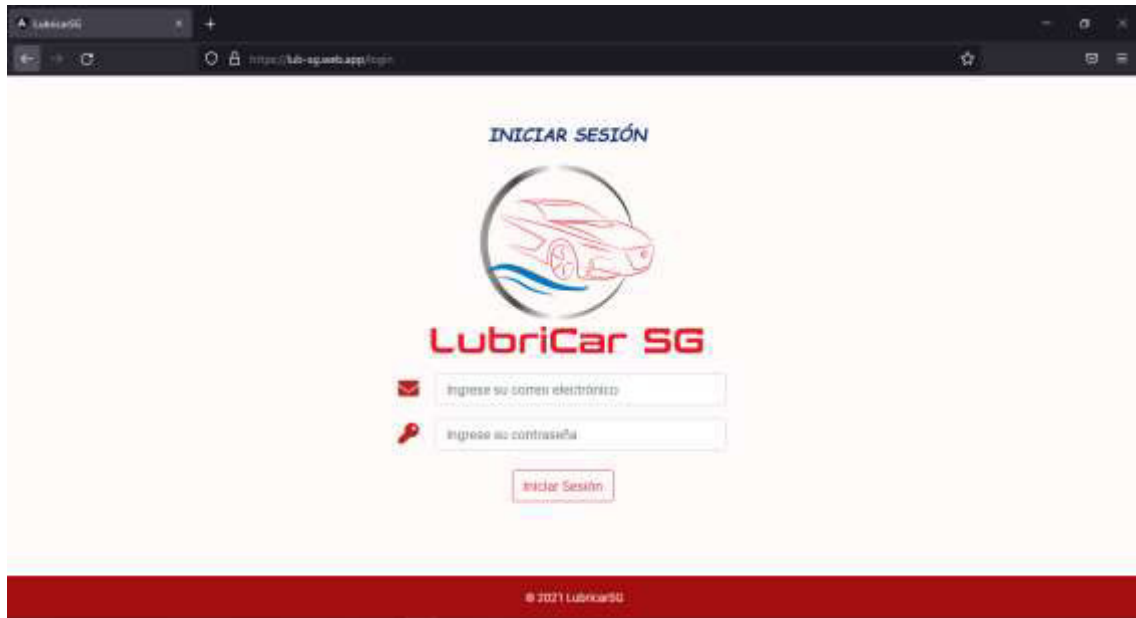 LubricarSG
https://lub-sg.web.app/login
INICIAR SESIÓN
LubriCar SG
Ingrese su correo electrónico
Ingrese su contraseña
Iniciar Sesión
© 2021 LubricarSG